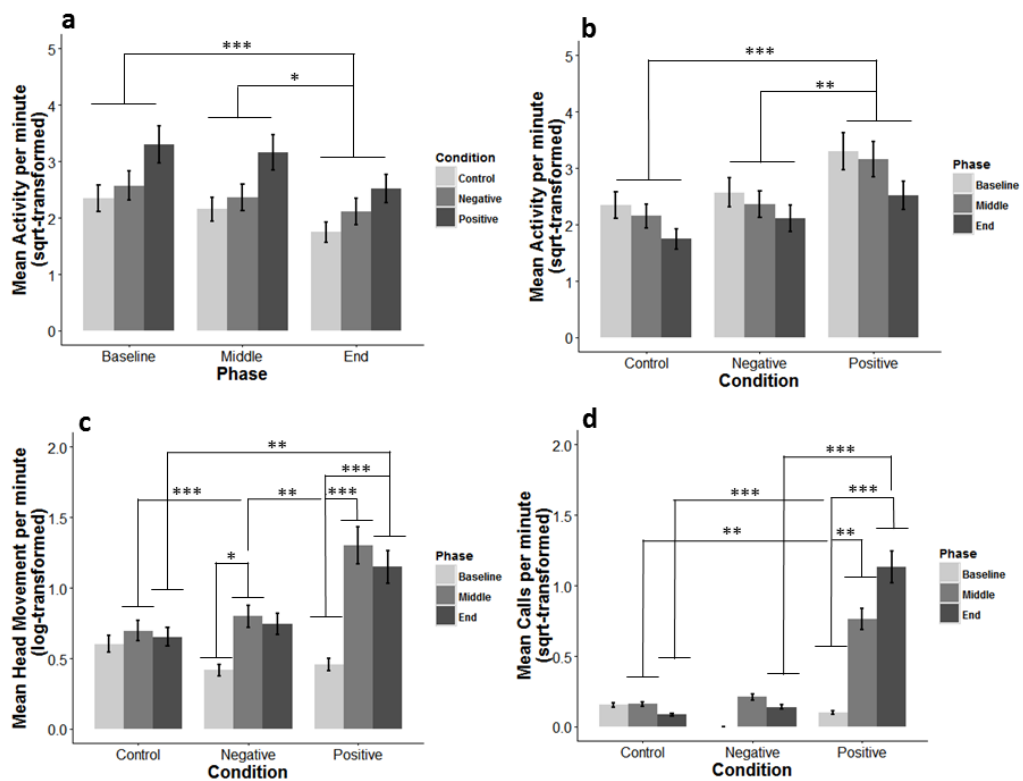 a
Mean Activity per minute
(sqrt-transformed)
5
4
3
2
1
0
***
*
Baseline Middle End
Phase
Condition
Control
Negative
Positive
b
Mean Activity per minute
(sqrt-transformed)
5
4
3
2
1
0
***
**
Control Negative Positive
Condition
Phase
Baseline
Middle
End
c
Mean Head Movement per minute
(log-transformed)
2.0
1.5
1.0
0.5
0.0
**
***
*** ** ***
*
Control Negative Positive
Condition
Phase
Baseline
Middle
End
d
Mean Calls per minute
(sqrt-transformed)
2.0
1.5
1.0
0.5
0.0
***
*** ***
** **
Control Negative Positive
Condition
Phase
Baseline
Middle
End